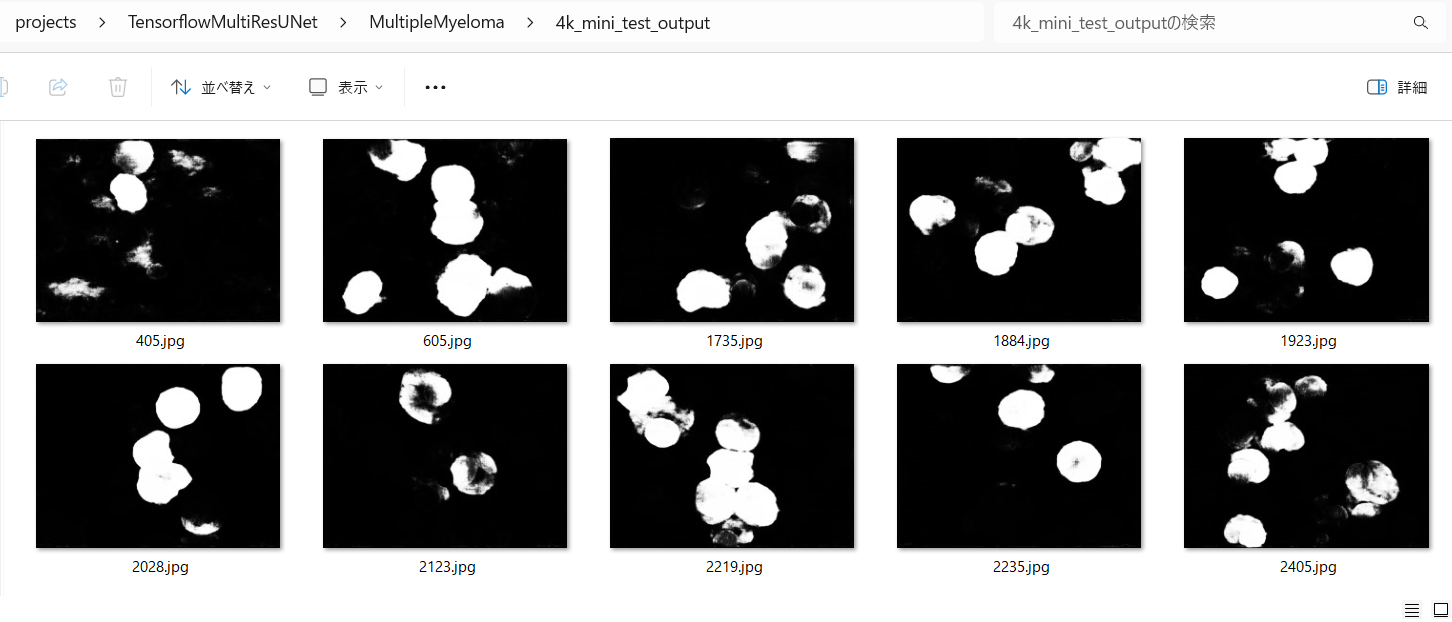 projects > TensorflowMultiResUNet > MultipleMyeloma > 4k_mini_test_output
4k_mini_test_outputの検索
並べ替え 表示 ... 詳細
405.jpg 605.jpg 1735.jpg 1884.jpg 1923.jpg
2028.jpg 2123.jpg 2219.jpg 2235.jpg 2405.jpg